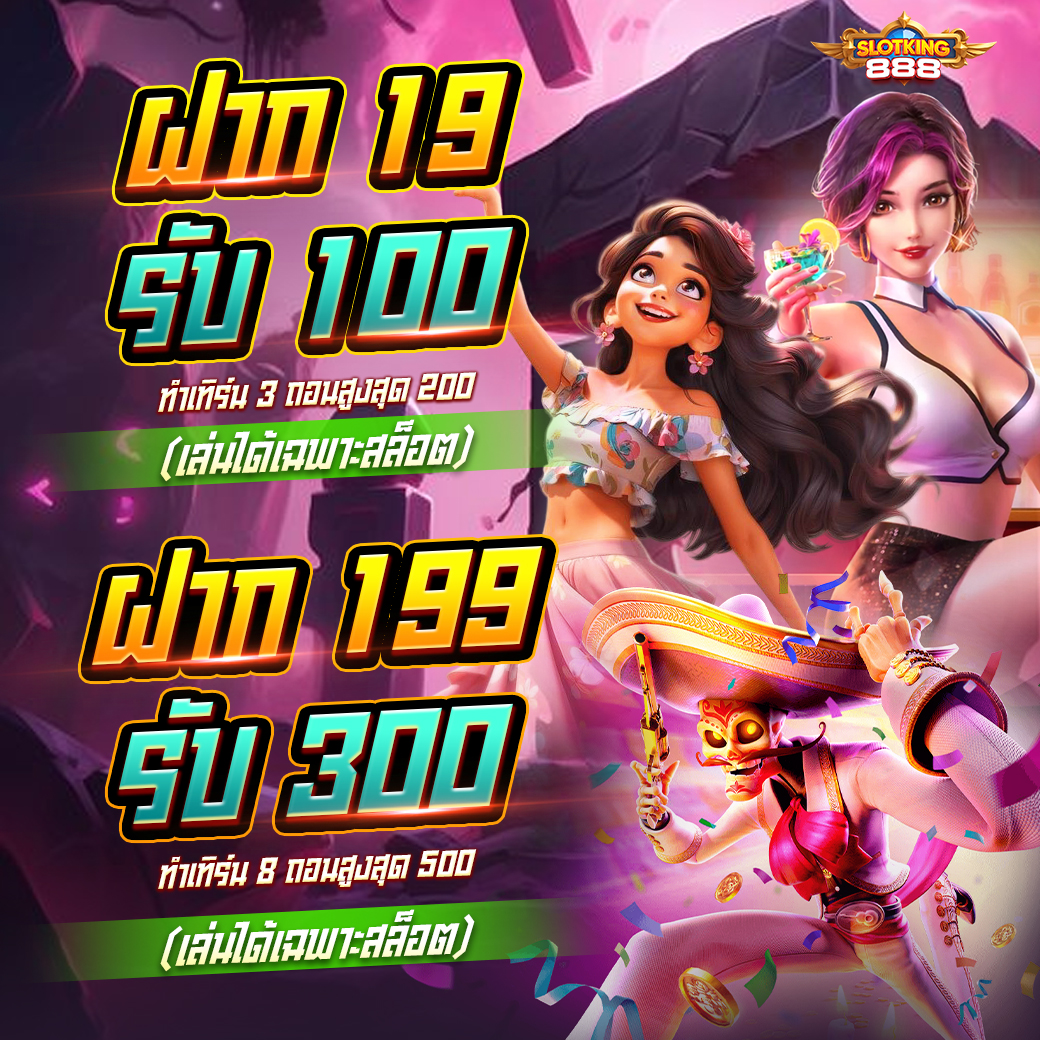 SLOTKING
888
ฝาก 19
รับ 100
ทำเทิร์น 3 ถอนสูงสุด 200
(เล่นได้เฉพาะสล็อต)
ฝาก 199
รับ 300
ทำเทิร์น 8 ถอนสูงสุด 500
(เล่นได้เฉพาะสล็อต)